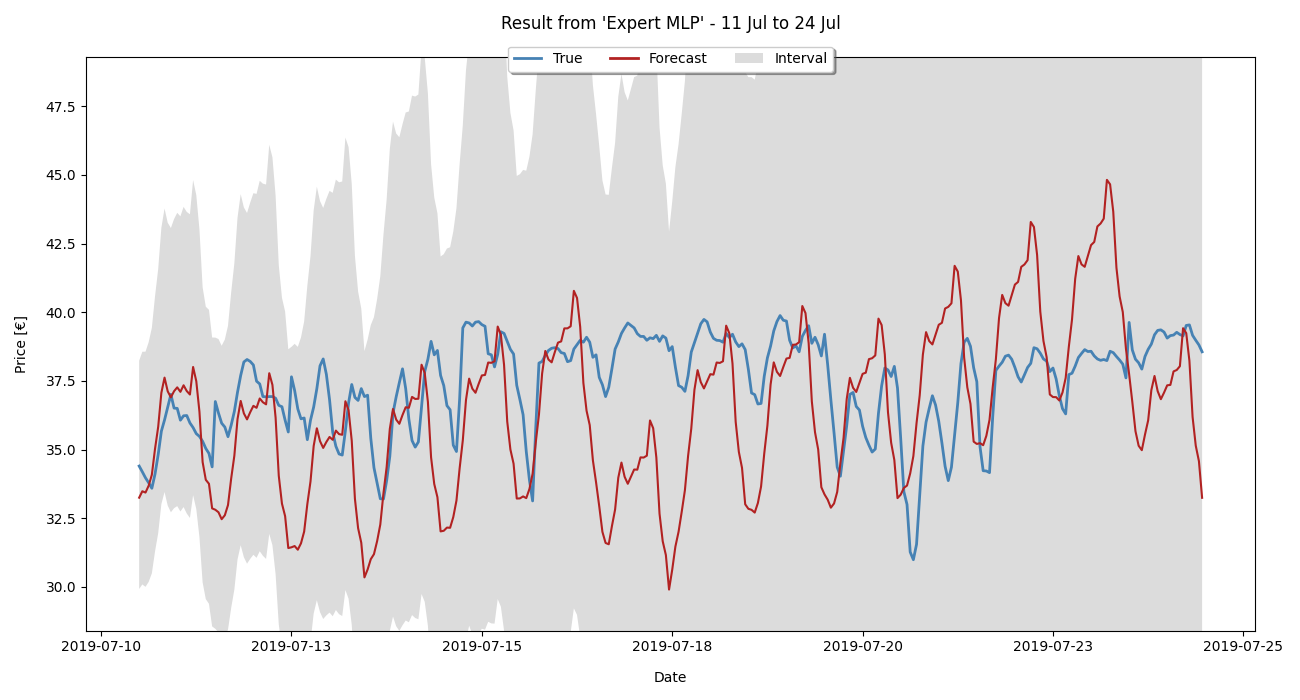 Result from 'Expert MLP' - 11 Jul to 24 Jul
True Forecast Interval
47.5
45.0
42.5
40.0
37.5
35.0
32.5
30.0
Price [€]
2019-07-10 2019-07-13 2019-07-15 2019-07-18 2019-07-20 2019-07-23 2019-07-25
Date